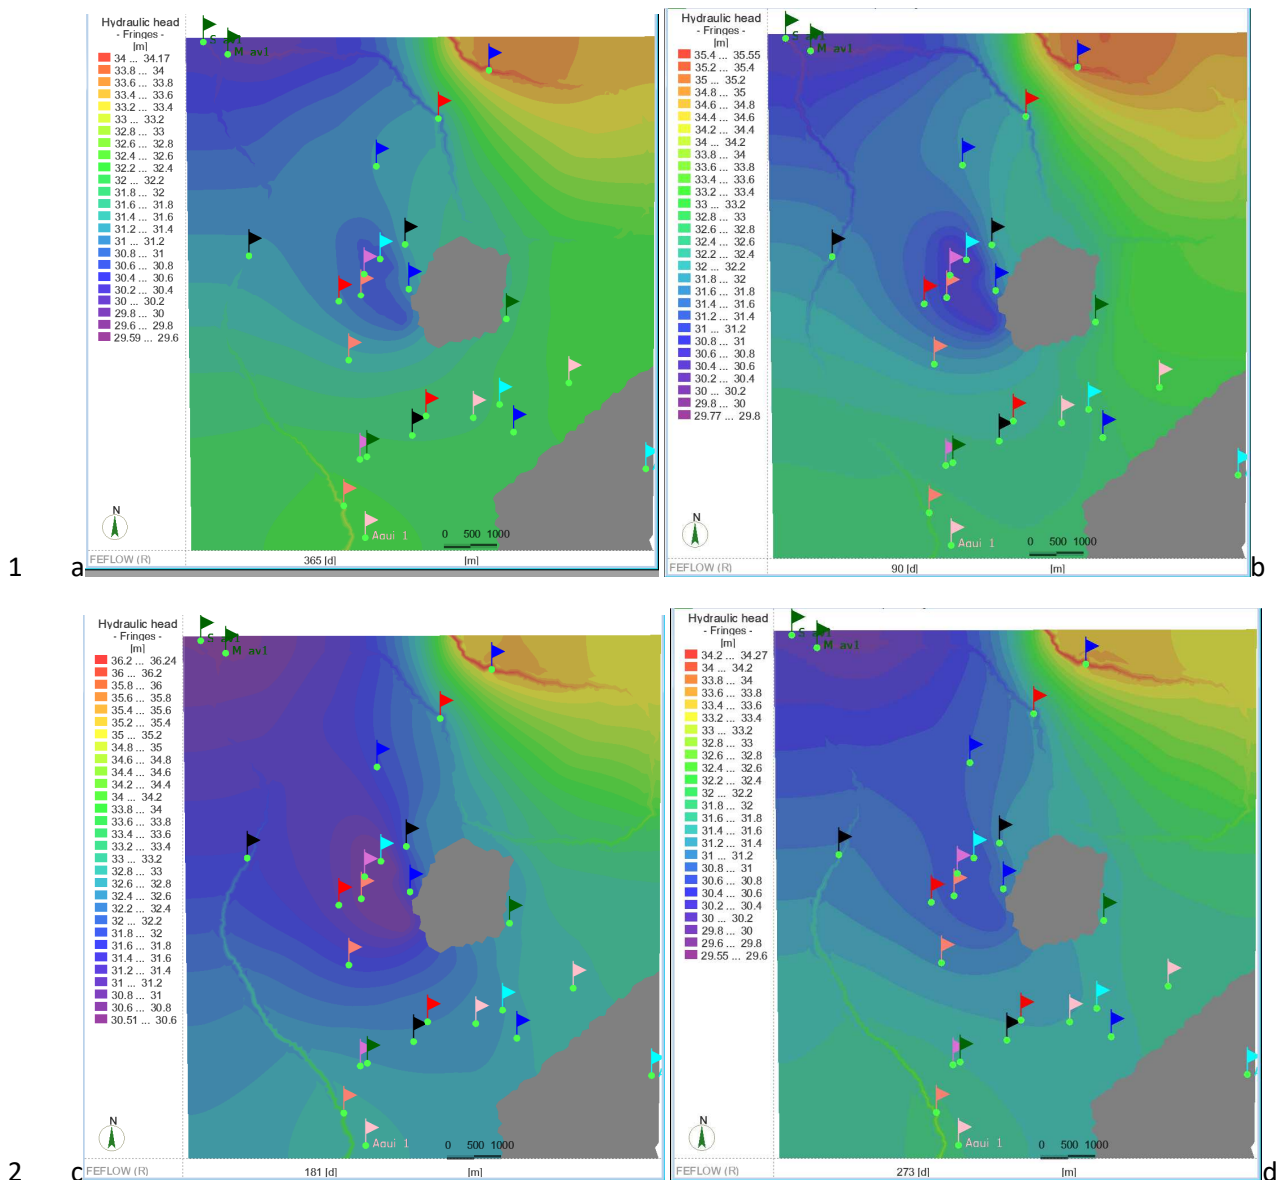 Hydraulic head
- Fringes -
[m]
34 ... 34.17
33.8 ... 34
33.6 ... 33.8
33.4 ... 33.6
33.2 ... 33.4
33 ... 33.2
32.8 ... 33
32.6 ... 32.8
32.4 ... 32.6
32.2 ... 32.4
32 ... 32.2
31.8 ... 32
31.6 ... 31.8
31.4 ... 31.6
31.2 ... 31.4
31 ... 31.2
30.8 ... 31
30.6 ... 30.8
30.4 ... 30.6
30.2 ... 30.4
30 ... 30.2
29.8 ... 30
29.6 ... 29.8
29.59 ... 29.6
M av1
N
Aqui 1
0 500 1000
FEFLOW (R)
365 [d]
[m]
1 a
Hydraulic head
- Fringes -
[m]
35.4 ... 35.55
35.2 ... 35.4
35 ... 35.2
34.8 ... 35
34.6 ... 34.8
34.4 ... 34.6
34.2 ... 34.4
34 ... 34.2
33.8 ... 34
33.6 ... 33.8
33.4 ... 33.6
33.2 ... 33.4
33 ... 33.2
32.8 ... 33
32.6 ... 32.8
32.4 ... 32.6
32.2 ... 32.4
32 ... 32.2
31.8 ... 32
31.6 ... 31.8
31.4 ... 31.6
31.2 ... 31.4
31 ... 31.2
30.8 ... 31
30.6 ... 30.8
30.4 ... 30.6
30.2 ... 30.4
30 ... 30.2
29.8 ... 30
29.77 ... 29.8
M av1
N
Aqui 1
0 500 1000
FEFLOW (R)
90 [d]
[m]
b
Hydraulic head
- Fringes -
[m]
36.2 ... 36.24
36 ... 36.2
35.8 ... 36
35.6 ... 35.8
35.4 ... 35.6
35.2 ... 35.4
35 ... 35.2
34.8 ... 35
34.6 ... 34.8
34.4 ... 34.6
34.2 ... 34.4
34 ... 34.2
33.8 ... 34
33.6 ... 33.8
33.4 ... 33.6
33.2 ... 33.4
33 ... 33.2
32.8 ... 33
32.6 ... 32.8
32.4 ... 32.6
32.2 ... 32.4
32 ... 32.2
31.8 ... 32
31.6 ... 31.8
31.4 ... 31.6
31.2 ... 31.4
31 ... 31.2
30.8 ... 31
30.6 ... 30.8
30.51 ... 30.6
M av1
N
Aqui 1
0 500 1000
FEFLOW (R)
181 [d]
[m]
2 c
Hydraulic head
- Fringes -
[m]
34.2 ... 34.27
34 ... 34.2
33.8 ... 34
33.6 ... 33.8
33.4 ... 33.6
33.2 ... 33.4
33 ... 33.2
32.8 ... 33
32.6 ... 32.8
32.4 ... 32.6
32.2 ... 32.4
32 ... 32.2
31.8 ... 32
31.6 ... 31.8
31.4 ... 31.6
31.2 ... 31.4
31 ... 31.2
30.8 ... 31
30.6 ... 30.8
30.4 ... 30.6
30.2 ... 30.4
30 ... 30.2
29.8 ... 30
29.6 ... 29.8
29.55 ... 29.6
M av1
N
Aqui 1
0 500 1000
FEFLOW (R)
273 [d]
[m]
d